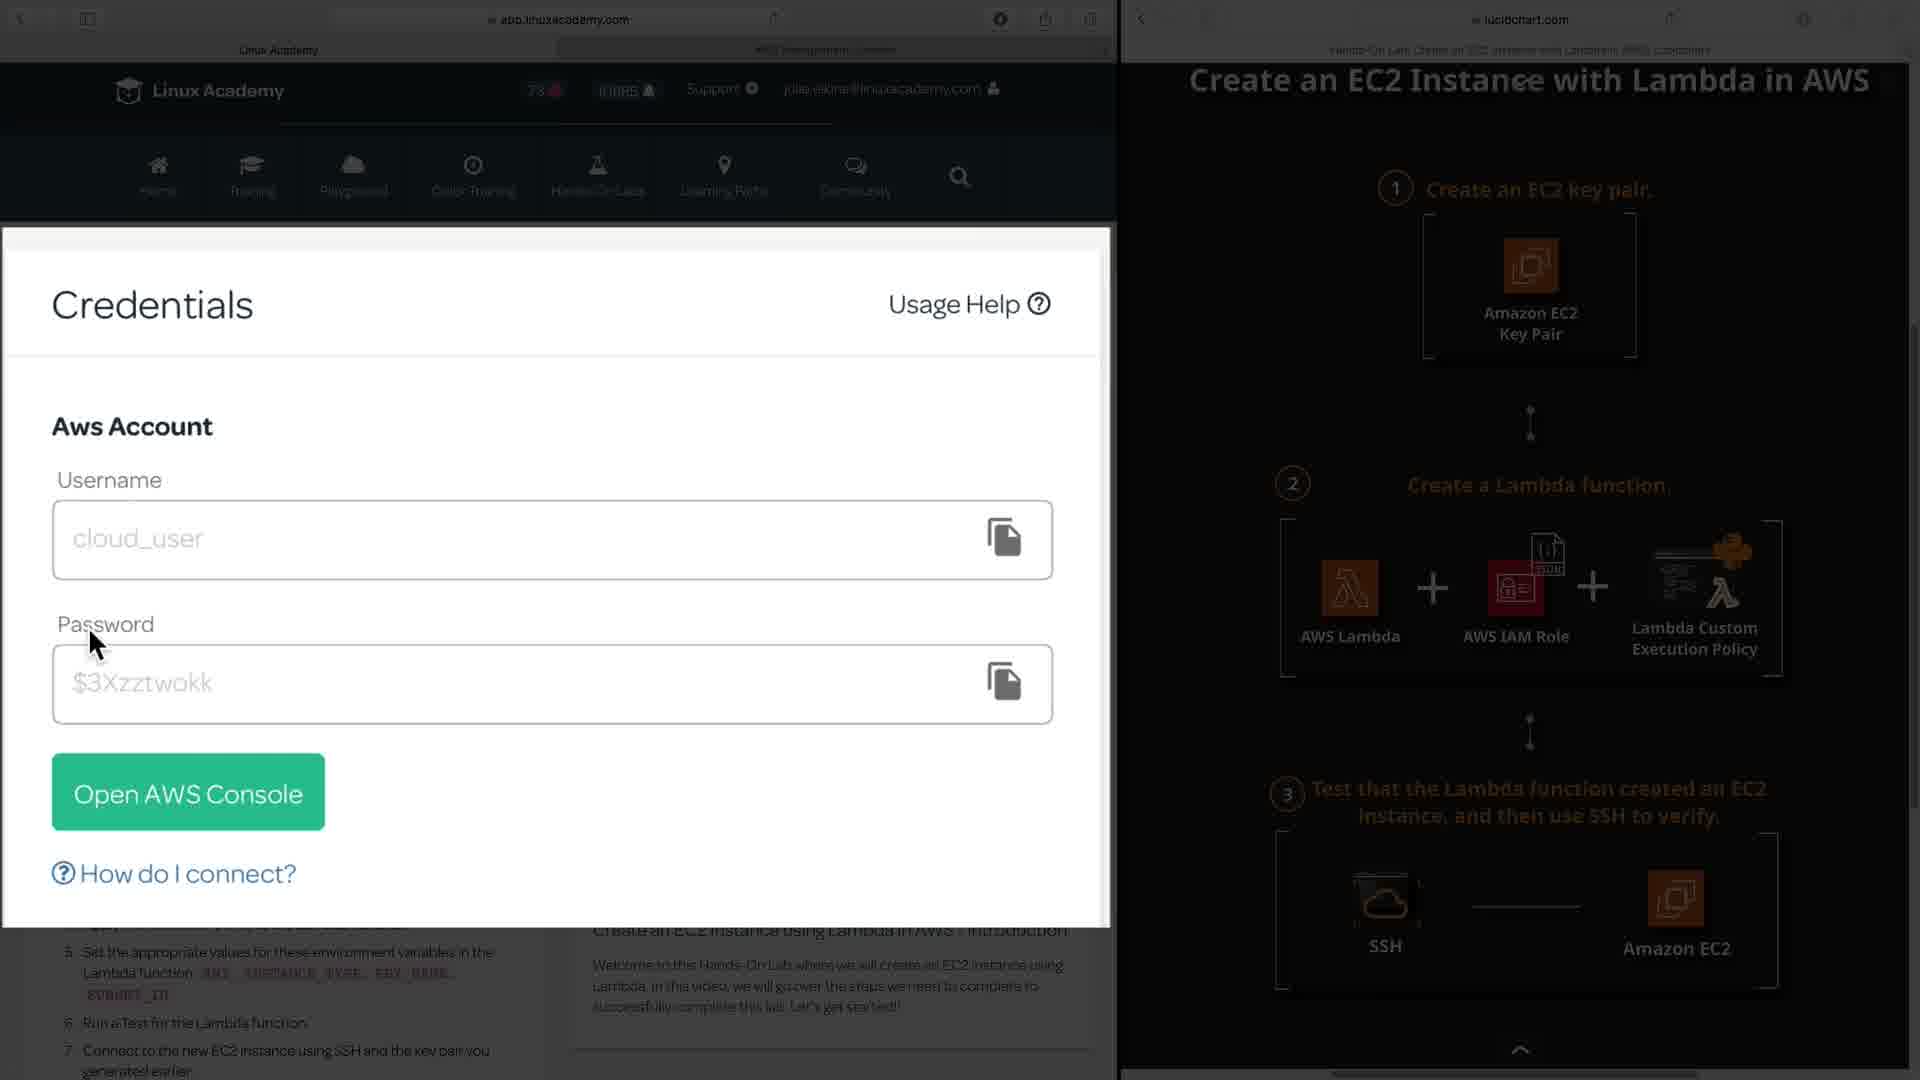 app.linuxacademy.com
Linux Academy
AWS Management Console
Linux Academy
Support
julie.elkins@linuxacademy.com
Home
Training
Playground
Hands-On Labs
Learning Paths
Community
Credentials
Usage Help
Aws Account
Username
cloud_user
Password
$3Xzztwokk
Open AWS Console
How do I connect?
5 Set the appropriate values for these environment variables in the
Lambda function: AMI, INSTANCE_TYPE, KEY_NAME,
SUBNET_ID
6 Run a Test for the Lambda function.
7 Connect to the new EC2 instance using SSH and the key pair you
generated earlier.
Create an EC2 Instance using Lambda in AWS - Introduction
Welcome to this Hands-On Lab where we will create an EC2 instance using
Lambda. In this video, we will go over the steps we need to complete to
successfully complete this lab. Let's get started!!
lucidchart.com
Create an EC2 Instance with Lambda in AWS
1 Create an EC2 key pair.
Amazon EC2
Key Pair
2 Create a Lambda function.
JSON
AWS Lambda
AWS IAM Role
Lambda Custom
Execution Policy
3 Test that the Lambda function created an EC2
instance, and then use SSH to verify.
SSH
Amazon EC2